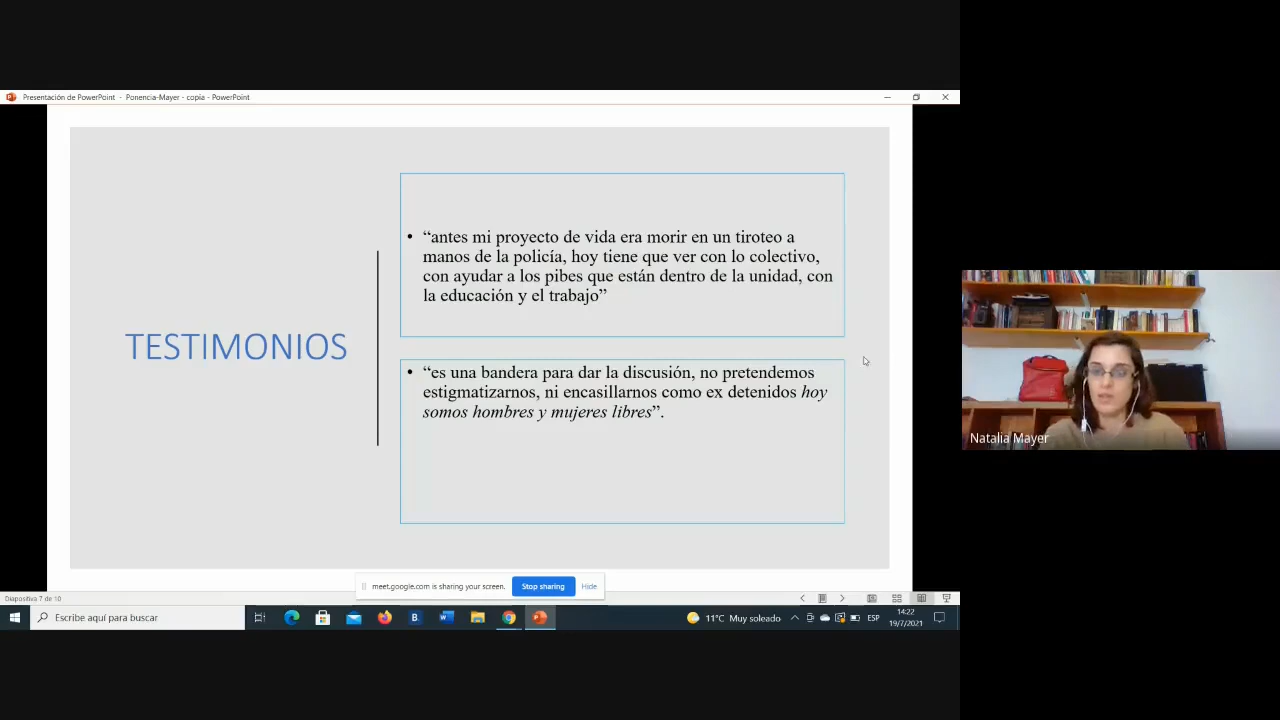 Presentación de PowerPoint - Ponencia-Mayer - copia - PowerPoint
TESTIMONIOS
• “antes mi proyecto de vida era morir en un tiroteo a
manos de la policía, hoy tiene que ver con lo colectivo,
con ayudar a los pibes que están dentro de la unidad, con
la educación y el trabajo”
• “es una bandera para dar la discusión, no pretendemos
estigmatizarnos, ni encasillarnos como ex detenidos hoy
somos hombres y mujeres libres”.
Natalia Mayer
meet.google.com is sharing your screen.
Stop sharing
Hide
Diapositiva 7 de 10
Escribe aquí para buscar
11°C Muy soleado
ESP
14:22
19/7/2021